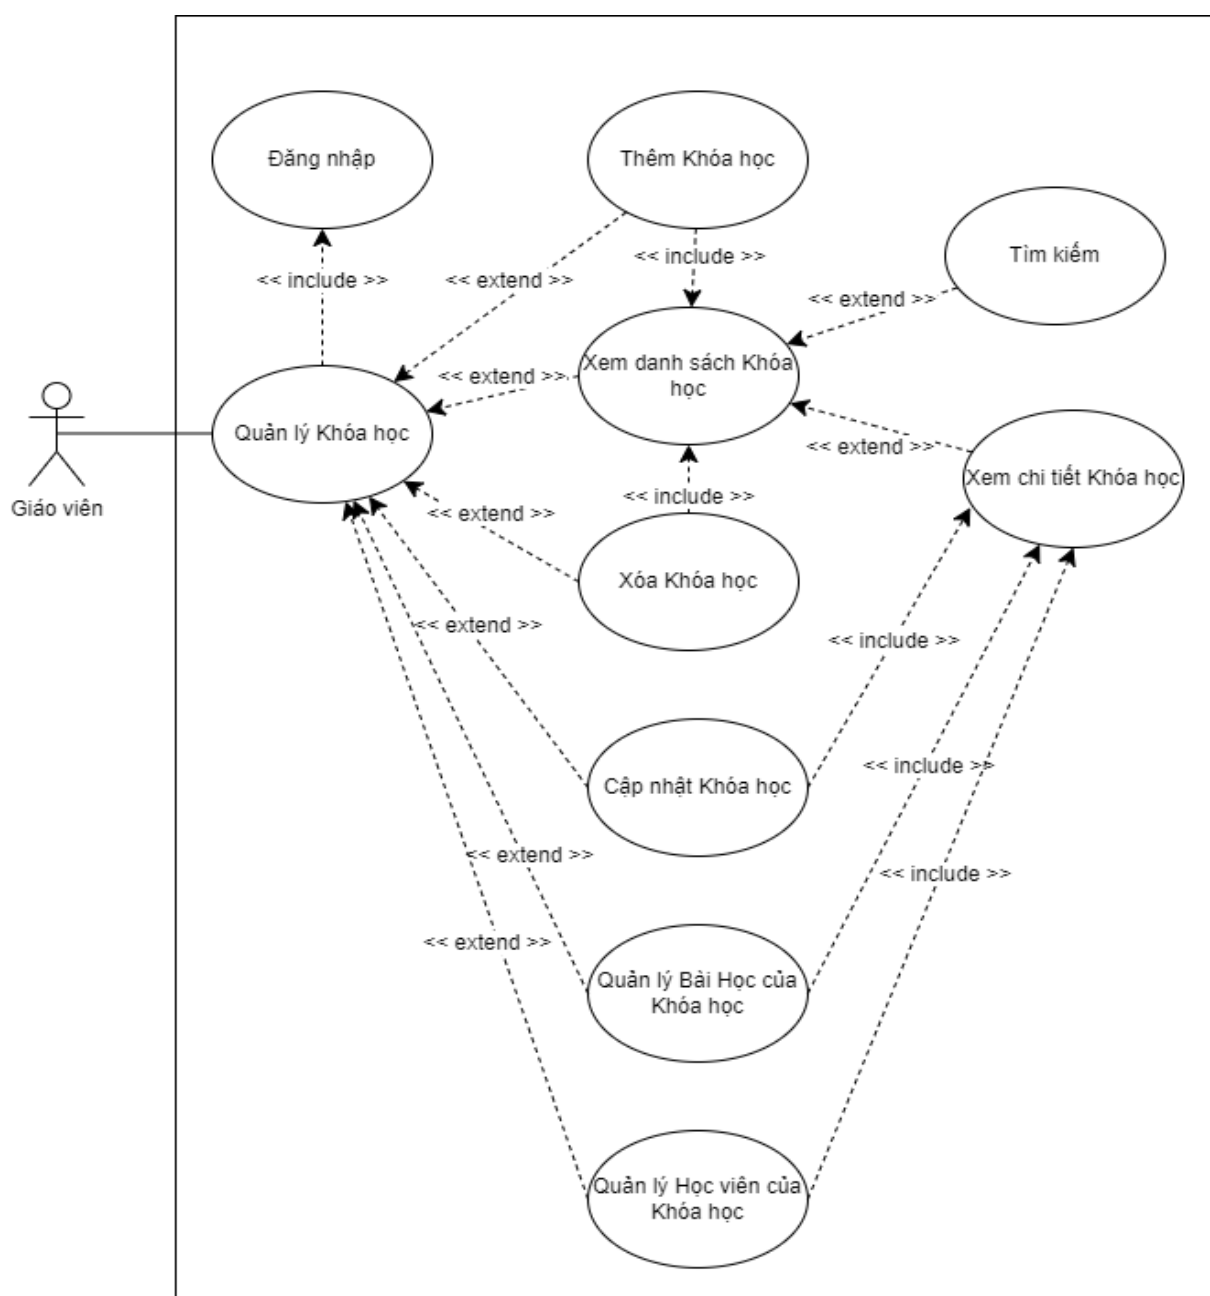 Đăng nhập
Thêm Khóa học
Tìm kiếm
<< include >>
<< extend >>
<< include >>
<< extend >>
Xem danh sách Khóa
học
<< extend >>
Quản lý Khóa học
<< extend >>
Xem chi tiết Khóa học
Giáo viên
<< include >>
<< extend >>
Xóa Khóa học
<< extend >>
<< include >>
Cập nhật Khóa học
<< include >>
<< extend >>
<< include >>
<< extend >>
Quản lý Bài Học của
Khóa học
Quản lý Học viên của
Khóa học